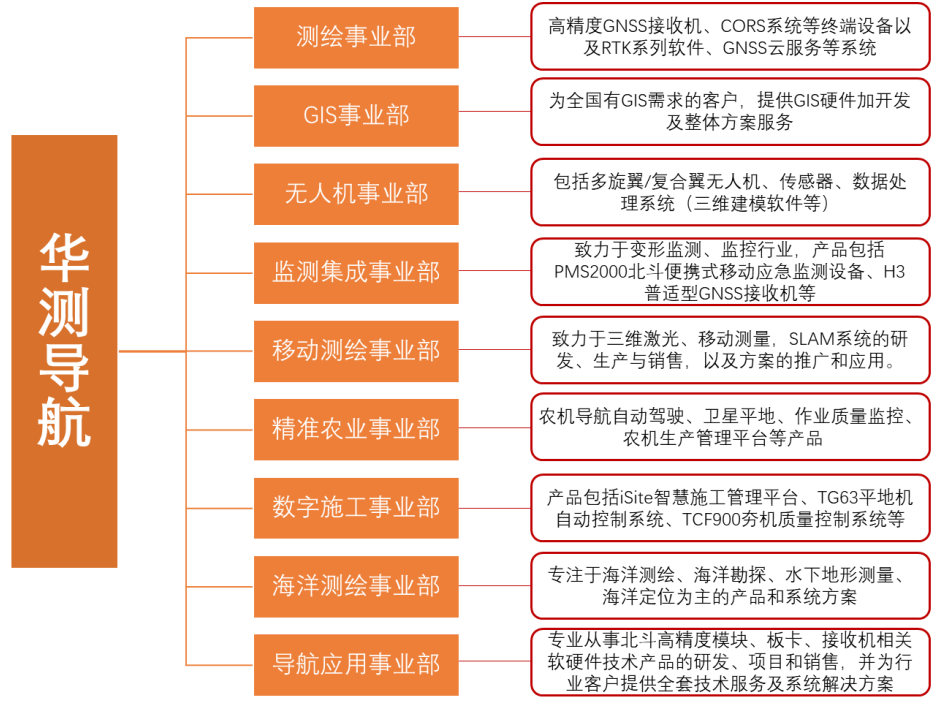 华测导航
测绘事业部
高精度GNSS接收机、CORS系统等终端设备以
及RTK系列软件、GNSS云服务等系统
GIS事业部
为全国有GIS需求的客户，提供GIS硬件加开发
及整体方案服务
无人机事业部
包括多旋翼/复合翼无人机、传感器、数据处
理系统（三维建模软件等）
监测集成事业部
致力于变形监测、监控行业，产品包括
PMS2000北斗便携式移动应急监测设备、H3
普适型GNSS接收机等
移动测绘事业部
致力于三维激光、移动测量，SLAM系统的研
发、生产与销售，以及方案的推广和应用。
精准农业事业部
农机导航自动驾驶、卫星平地、作业质量监控、
农机生产管理平台等产品
数字施工事业部
产品包括iSite智慧施工管理平台、TG63平地机
自动控制系统、TCF900夯机质量控制系统等
海洋测绘事业部
专注于海洋测绘、海洋勘探、水下地形测量、
海洋定位为主的产品和系统方案
导航应用事业部
专业从事北斗高精度模块、板卡、接收机相关
软硬件技术产品的研发、项目和销售，并为行
业客户提供全套技术服务及系统解决方案